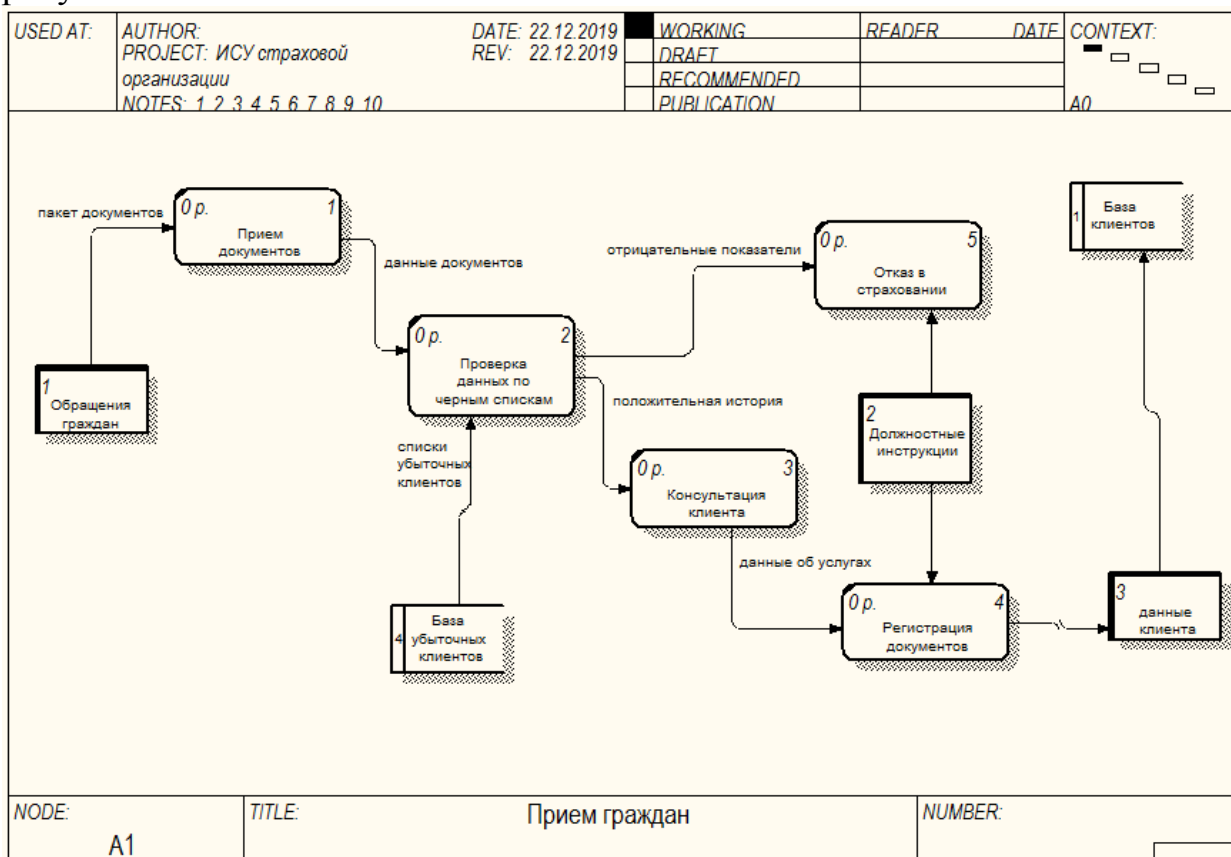 USED AT:
AUTHOR:
DATE: 22.12.2019
PROJECT: ИСУ страховой
REV: 22.12.2019
организации
NOTES: 1 2 3 4 5 6 7 8 9 10
WORKING
DRAFT
RECOMMENDED
PUBLICATION
READER
DATE
CONTEXT:
A0
пакет документов
0 р.
1
Прием
документов
данные документов
отрицательные показатели
0 р.
5
Отказ в
страховании
1
База
клиентов
0 р.
2
Проверка
данных по
черным спискам
1
Обращения
граждан
положительная история
2
Должностные
инструкции
списки
убыточных
клиентов
0 р.
3
Консультация
клиента
данные об услугах
4
База
убыточных
клиентов
0 р.
4
Регистрация
документов
3
данные
клиента
NODE:
A1
TITLE:
Прием граждан
NUMBER: